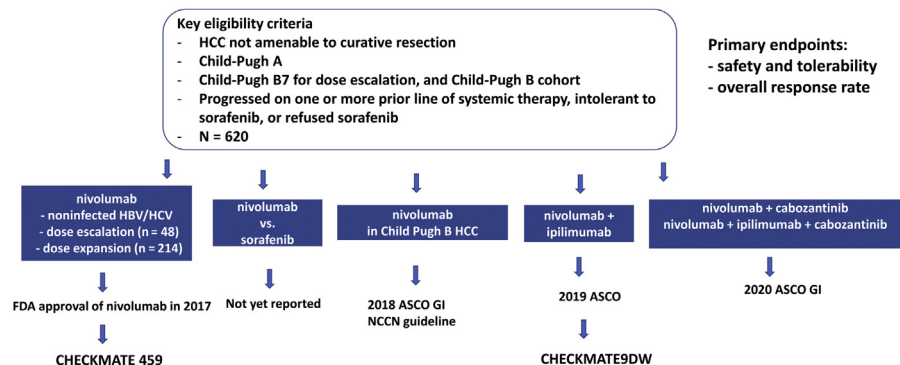 Key eligibility criteria
- HCC not amenable to curative resection
- Child-Pugh A
- Child-Pugh B7 for dose escalation, and Child-Pugh B cohort
- Progressed on one or more prior line of systemic therapy, intolerant to
sorafenib, or refused sorafenib
- N = 620
Primary endpoints:
- safety and tolerability
- overall response rate
nivolumab
- noninfected HBV/HCV
- dose escalation (n = 48)
- dose expansion (n = 214)
nivolumab
vs.
sorafenib
nivolumab
in Child Pugh B HCC
nivolumab +
ipilimumab
nivolumab + cabozantinib
nivolumab + ipilimumab + cabozantinib
FDA approval of nivolumab in 2017
Not yet reported
2018 ASCO GI
NCCN guideline
2019 ASCO
2020 ASCO GI
CHECKMATE 459
CHECKMATE9DW